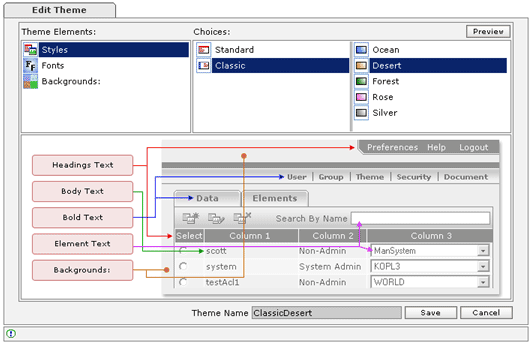 Edit Theme
Theme Elements:
Choices:
Preview
Styles
Fonts
Backgrounds:
Standard
Classic
Ocean
Desert
Forest
Rose
Silver
Headings Text
Body Text
Bold Text
Element Text
Backgrounds:
Preferences Help Logout
User Group Theme Security Document
Data Elements
Search By Name
Select Column 1 Column 2 Column 3
scott Non-Admin ManSystem
system System Admin KOPL3
testAcl1 Non-Admin WORLD
Theme Name ClassicDesert Save Cancel